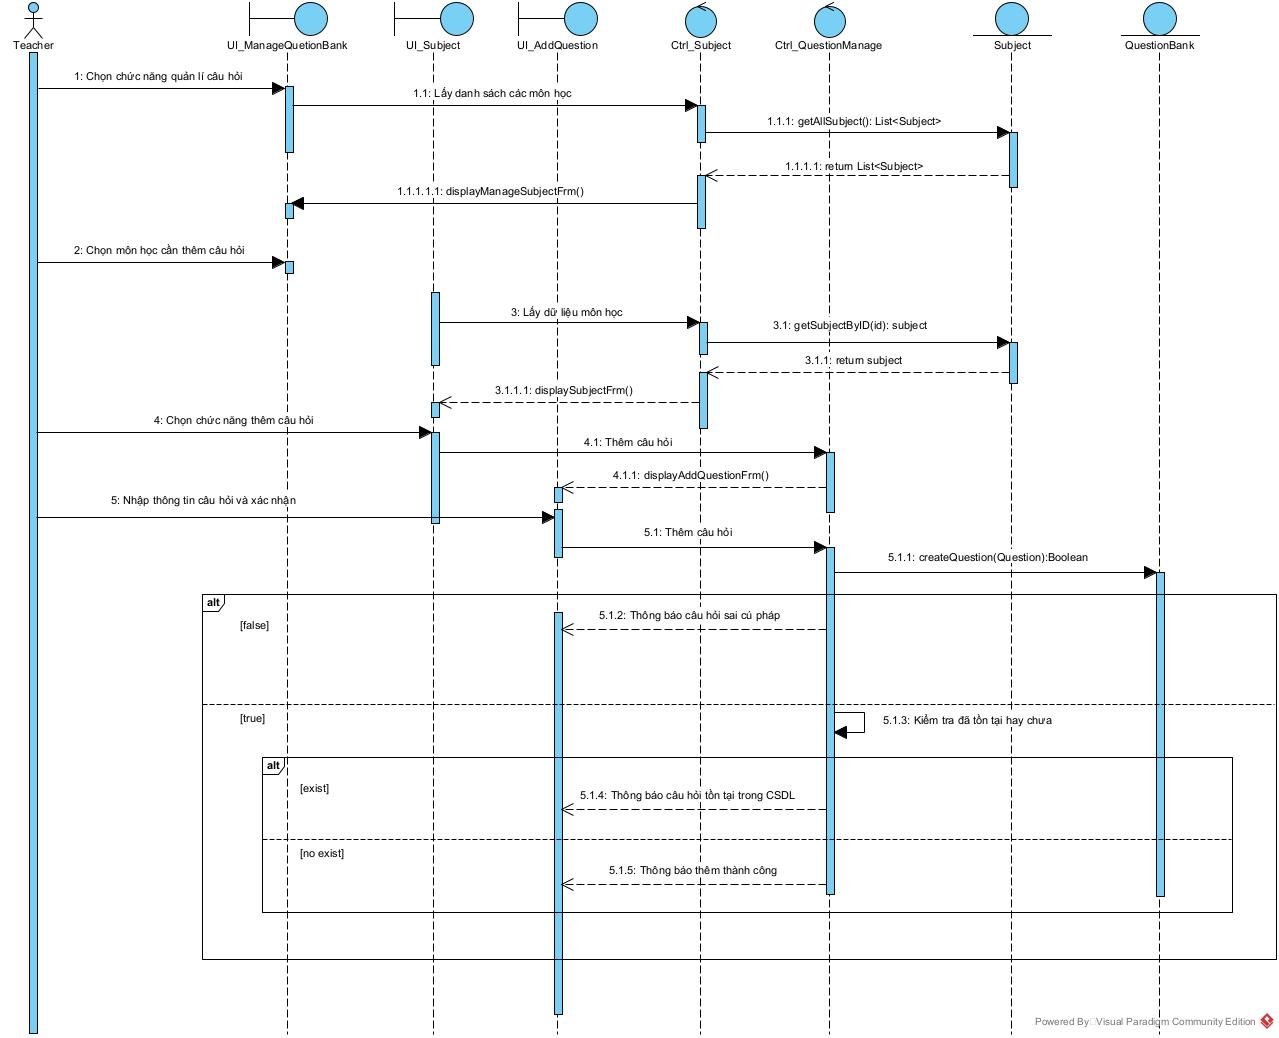 Teacher
UI_ManageQuetionBank
UI_Subject
UI_AddQuestion
Ctrl_Subject
Ctrl_QuestionManage
Subject
QuestionBank
1: Chọn chức năng quản lí câu hỏi
1.1: Lấy danh sách các môn học
1.1.1: getAllSubject(): List<Subject>
1.1.1.1: return List<Subject>
1.1.1.1.1: displayManageSubjectFrm()
2: Chọn môn học cần thêm câu hỏi
3: Lấy dữ liệu môn học
3.1: getSubjectByID(id): subject
3.1.1: return subject
3.1.1.1: displaySubjectFrm()
4: Chọn chức năng thêm câu hỏi
4.1: Thêm câu hỏi
4.1.1: displayAddQuestionFrm()
5: Nhập thông tin câu hỏi và xác nhận
5.1: Thêm câu hỏi
5.1.1: createQuestion(Question):Boolean
alt
5.1.2: Thông báo câu hỏi sai cú pháp
[false]
[true]
5.1.3: Kiểm tra đã tồn tại hay chưa
alt
[exist]
5.1.4: Thông báo câu hỏi tồn tại trong CSDL
[no exist]
5.1.5: Thông báo thêm thành công
Powered By Visual Paradigm Community Edition